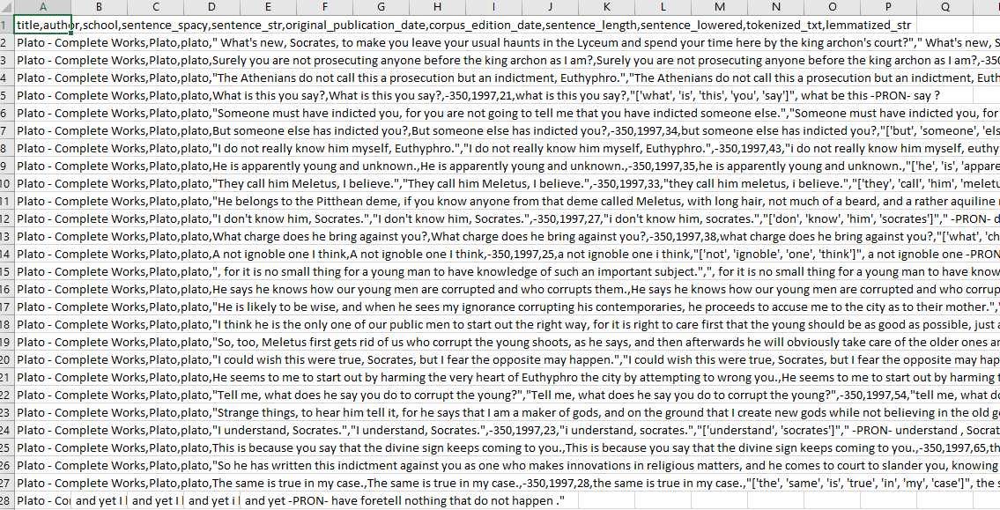 A B C D E F G H I J K L M N O P Q
1 title,author,school,sentence_spacy,sentence_str,original_publication_date,corpus_edition_date,sentence_length,sentence_lowered,tokenized_txt,lemmatized_str
2 Plato - Complete Works,Plato,plato," What's new, Socrates, to make you leave your usual haunts in the Lyceum and spend your time here by the king archon's court?"," What's new, S
3 Plato - Complete Works,Plato,plato,Surely you are not prosecuting anyone before the king archon as I am?,Surely you are not prosecuting anyone before the king archon as I am?,-350
4 Plato - Complete Works,Plato,plato,"The Athenians do not call this a prosecution but an indictment, Euthyphro.","The Athenians do not call this a prosecution but an indictment, Euth
5 Plato - Complete Works,Plato,plato,What is this you say?,What is this you say?,-350,1997,21,what is this you say?,"['what', 'is', 'this', 'you', 'say']", what be this -PRON- say ?
6 Plato - Complete Works,Plato,plato,"Someone must have indicted you, for you are not going to tell me that you have indicted someone else.","Someone must have indicted you, for
7 Plato - Complete Works,Plato,plato,But someone else has indicted you?,But someone else has indicted you?,-350,1997,34,but someone else has indicted you?,"['but', 'someone', 'els
8 Plato - Complete Works,Plato,plato,"I do not really know him myself, Euthyphro.","I do not really know him myself, Euthyphro.",-350,1997,43,"i do not really know him myself, euthy
9 Plato - Complete Works,Plato,plato,He is apparently young and unknown.,He is apparently young and unknown.,-350,1997,35,he is apparently young and unknown.,"['he', 'is', 'appare
10 Plato - Complete Works,Plato,plato,"They call him Meletus, I believe.","They call him Meletus, I believe.",-350,1997,33,"they call him meletus, i believe.","['they', 'call', 'him', 'meletu
11 Plato - Complete Works,Plato,plato,"He belongs to the Pitthean deme, if you know anyone from that deme called Meletus, with long hair, not much of a beard, and a rather aquiline
12 Plato - Complete Works,Plato,plato,"I don't know him, Socrates.","I don't know him, Socrates.",-350,1997,27,"i don't know him, socrates.","['don', 'know', 'him', 'socrates']"," -PRON- d
13 Plato - Complete Works,Plato,plato,What charge does he bring against you?,What charge does he bring against you?,-350,1997,38,what charge does he bring against you?,"['what', 'ch
14 Plato - Complete Works,Plato,plato,A not ignoble one I think,A not ignoble one I think,-350,1997,25,a not ignoble one i think,"['not', 'ignoble', 'one', 'think']", a not ignoble one -PRON
15 Plato - Complete Works,Plato,plato,", for it is no small thing for a young man to have knowledge of such an important subject.",", for it is no small thing for a young man to have know
16 Plato - Complete Works,Plato,plato,He says he knows how our young men are corrupted and who corrupts them.,He says he knows how our young men are corrupted and who corrup
17 Plato - Complete Works,Plato,plato,"He is likely to be wise, and when he sees my ignorance corrupting his contemporaries, he proceeds to accuse me to the city as to their mother.","
18 Plato - Complete Works,Plato,plato,"I think he is the only one of our public men to start out the right way, for it is right to care first that the young should be as good as possible, just a
19 Plato - Complete Works,Plato,plato,"So, too, Meletus first gets rid of us who corrupt the young shoots, as he says, and then afterwards he will obviously take care of the older ones ar
20 Plato - Complete Works,Plato,plato,"I could wish this were true, Socrates, but I fear the opposite may happen.","I could wish this were true, Socrates, but I fear the opposite may hap
21 Plato - Complete Works,Plato,plato,He seems to me to start out by harming the very heart of Euthyphro the city by attempting to wrong you.,He seems to me to start out by harming t
22 Plato - Complete Works,Plato,plato,"Tell me, what does he say you do to corrupt the young?","Tell me, what does he say you do to corrupt the young?",-350,1997,54,"tell me, what do
23 Plato - Complete Works,Plato,plato,"Strange things, to hear him tell it, for he says that I am a maker of gods, and on the ground that I create new gods while not believing in the old g
24 Plato - Complete Works,Plato,plato,"I understand, Socrates.","I understand, Socrates.",-350,1997,23,"i understand, socrates.","['understand', 'socrates']"," -PRON- understand , Socrat
25 Plato - Complete Works,Plato,plato,This is because you say that the divine sign keeps coming to you.,This is because you say that the divine sign keeps coming to you.,-350,1997,65,th
26 Plato - Complete Works,Plato,plato,"So he has written this indictment against you as one who makes innovations in religious matters, and he comes to court to slander you, knowing
27 Plato - Complete Works,Plato,plato,The same is true in my case.,The same is true in my case.,-350,1997,28,the same is true in my case.,"['the', 'same', 'is', 'true', 'in', 'my', 'case']", the s
28 Plato - Co and yet I and yet I and yet i and yet -PRON- have foretell nothing that do not happen ."